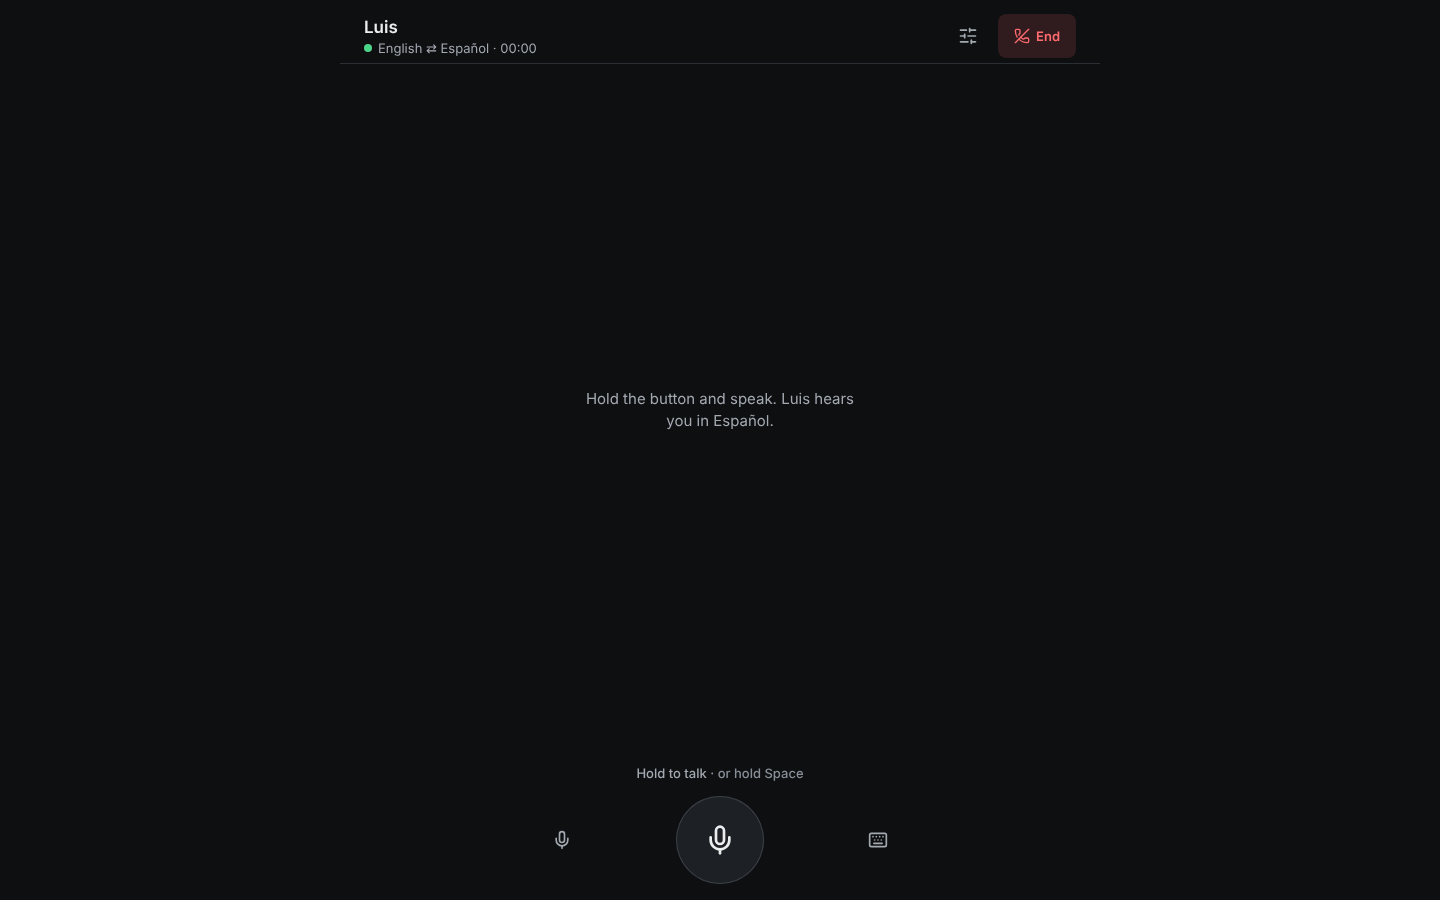 Luis
English ⇄ Español · 00:00
End
Hold the button and speak. Luis hears
you in Español.
Hold to talk · or hold Space